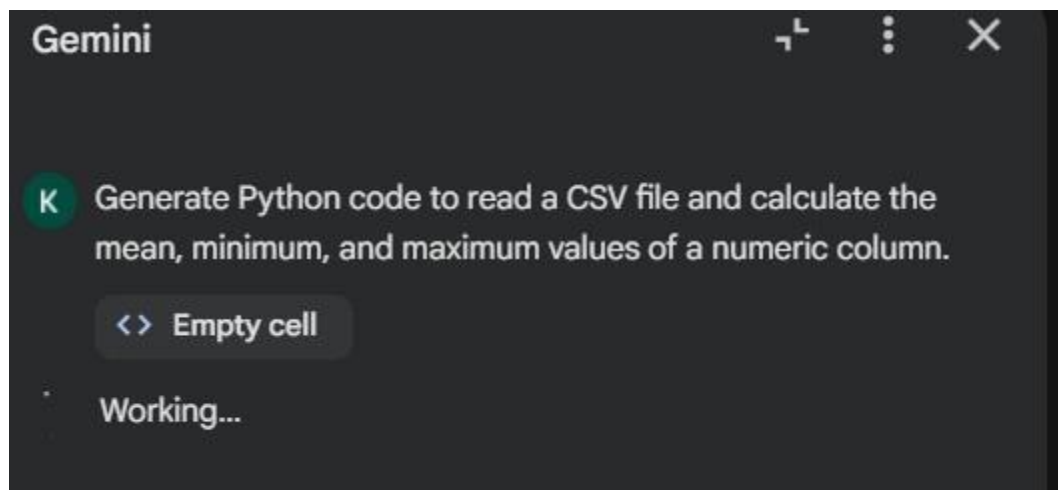 Gemini
K
Generate Python code to read a CSV file and calculate the
mean, minimum, and maximum values of a numeric column.
<> Empty cell
Working...